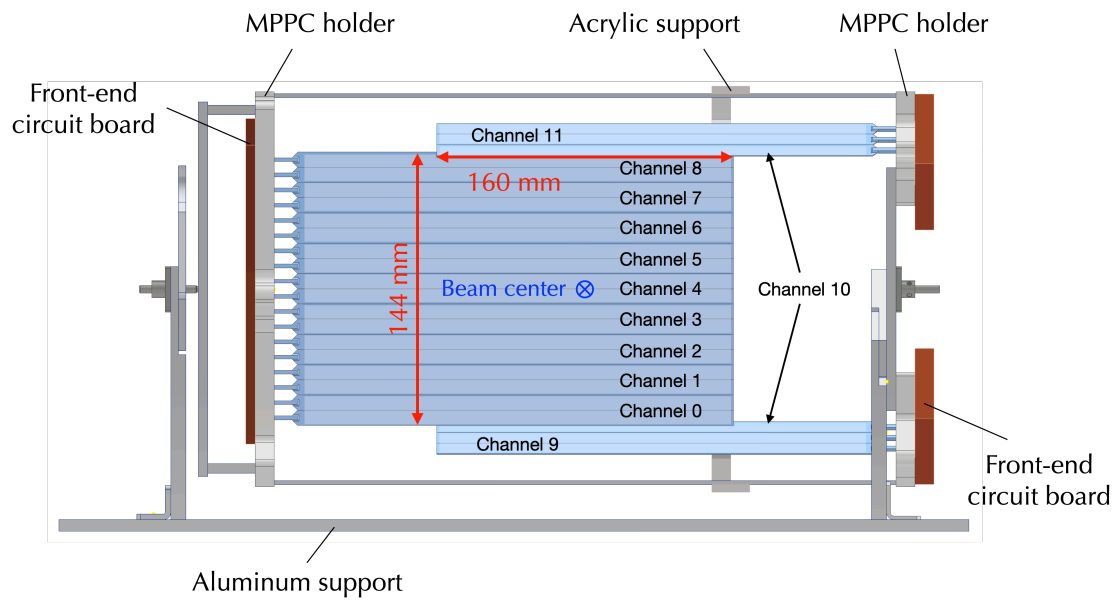 MPPC holder
Acrylic support
MPPC holder
Front-end
circuit board
Channel 11
160 mm
Channel 8
Channel 7
Channel 6
Channel 5
Channel 4
Channel 3
Channel 2
Channel 1
Channel 0
144 mm
Beam center
Channel 10
Channel 9
Front-end
circuit board
Aluminum support